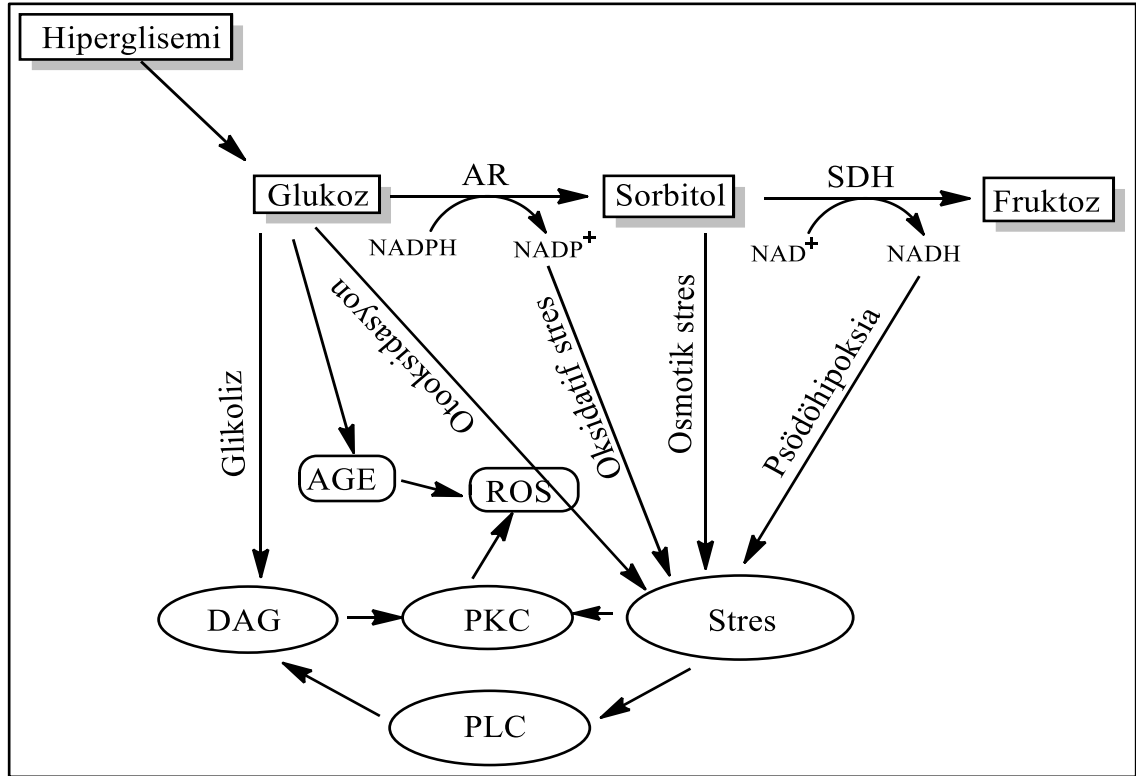 Hiperglisemi
Glukoz
AR
Sorbitol
SDH
Fruktoz
NADPH
NADP+
NAD+
NADH
Glikoliz
Otooksidasyon
Oksidatif stres
Osmotik stres
Psödöhipoksia
AGE
ROS
DAG
PKC
Stres
PLC